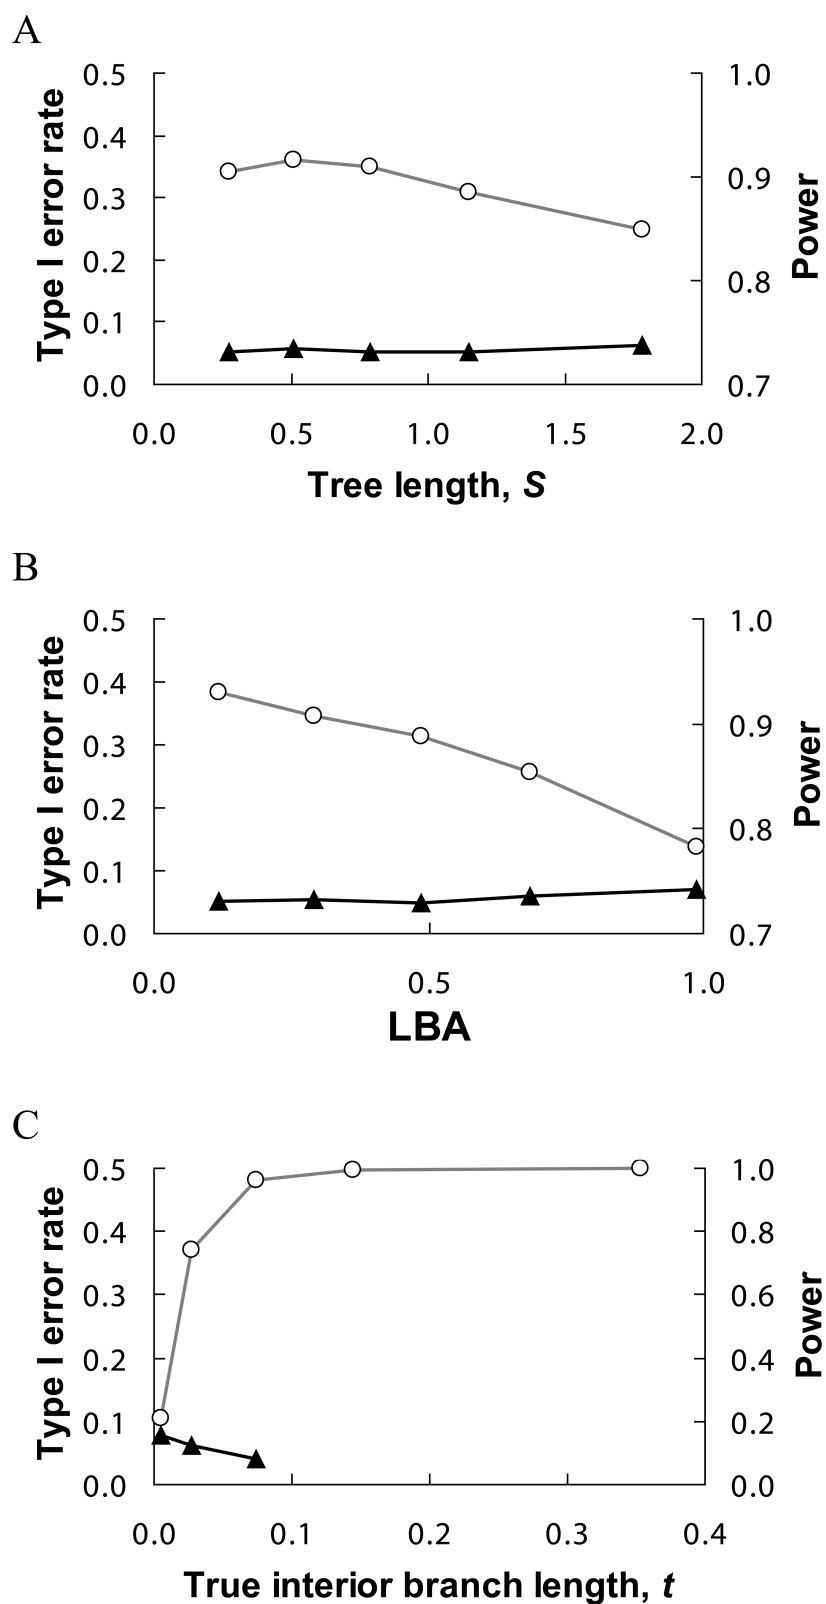 A
Type I error rate
0.5
0.4
0.3
0.2
0.1
0.0
1.0
0.9
0.8
0.7
Power
0.0 0.5 1.0 1.5 2.0
Tree length, S
B
Type I error rate
0.5
0.4
0.3
0.2
0.1
0.0
1.0
0.9
0.8
0.7
Power
0.0 0.5 1.0
LBA
C
Type I error rate
0.5
0.4
0.3
0.2
0.1
0.0
1.0
0.8
0.6
0.4
0.2
0.0
Power
0.0 0.1 0.2 0.3 0.4
True interior branch length, t